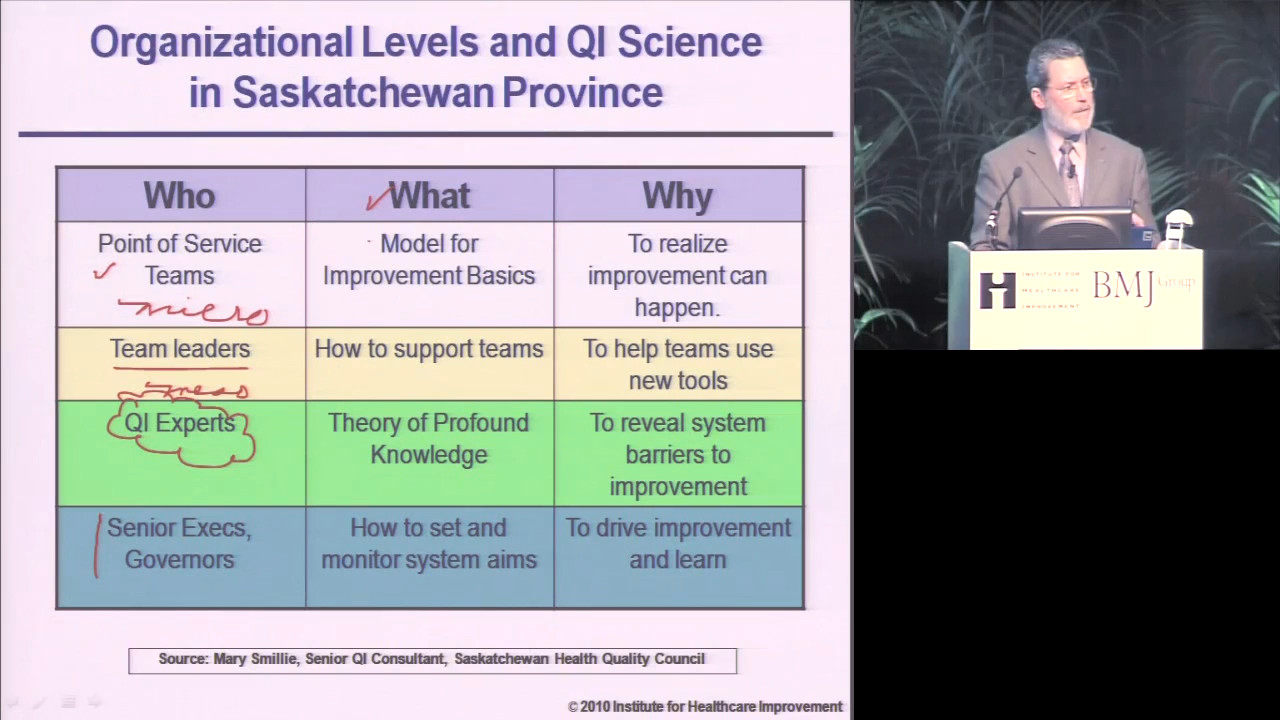 Organizational Levels and QI Science
in Saskatchewan Province
Who
What
Why
Point of Service
Teams
micro
Model for
Improvement Basics
To realize
improvement can
happen.
Team leaders
meso
How to support teams
To help teams use
new tools
QI Experts
Theory of Profound
Knowledge
To reveal system
barriers to
improvement
Senior Execs,
Governors
How to set and
monitor system aims
To drive improvement
and learn
Source: Mary Smillie, Senior QI Consultant, Saskatchewan Health Quality Council
© 2010 Institute for Healthcare Improvement
INSTITUTE FOR
HEALTHCARE
IMPROVEMENT
BMJ Group